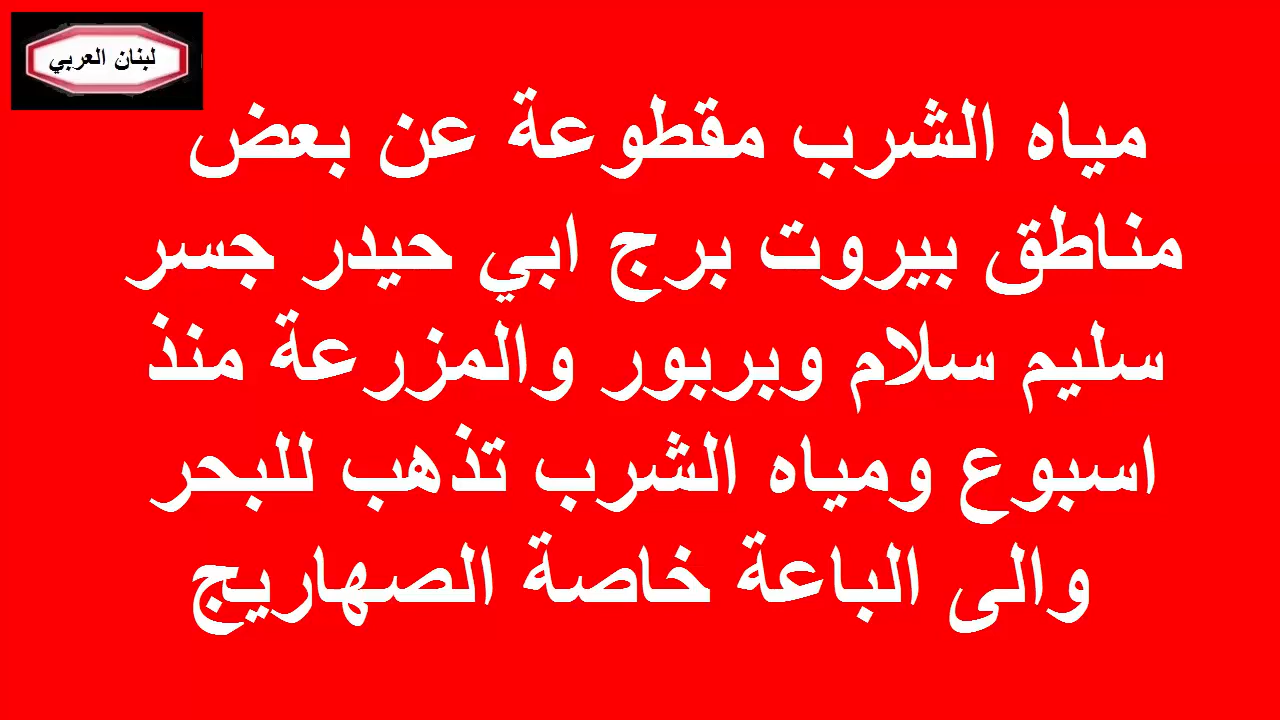 لبنان العربي
مياه الشرب مقطوعة عن بعض
مناطق بيروت برج ابي حيدر جسر
سليم سلام وبربور والمزرعة منذ
اسبوع ومياه الشرب تذهب للبحر
والى الباعة خاصة الصهاريج